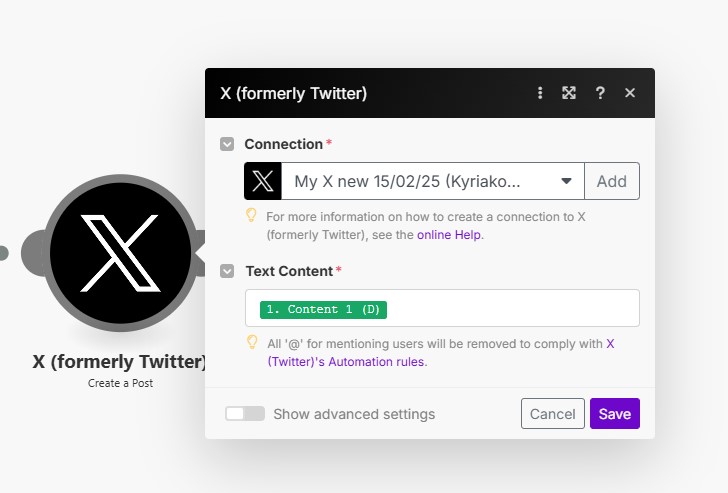 X (formerly Twitter)
?
Connection *
My X new 15/02/25 (Kyriako...
Add
For more information on how to create a connection to X
(formerly Twitter), see the online Help.
Text Content *
1. Content 1 (D)
All '@' for mentioning users will be removed to comply with X
(Twitter)'s Automation rules.
X (formerly Twitter)
Create a Post
Show advanced settings
Cancel
Save